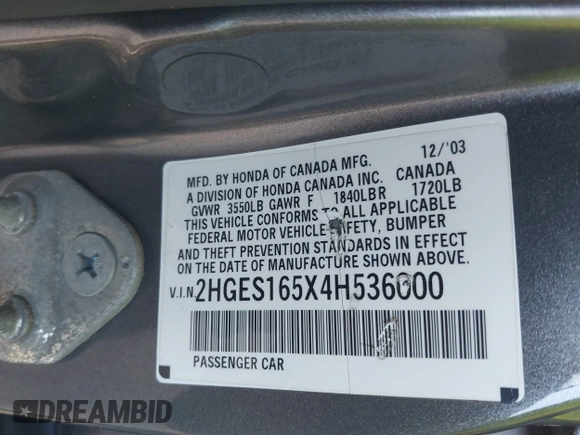 MFD. BY HONDA OF CANADA MFG. 12/'03
A DIVISION OF HONDA CANADA INC. CANADA
GVWR 3550LB GAWR F 1840LB R 1720LB
THIS VEHICLE CONFORMS TO ALL APPLICABLE
FEDERAL MOTOR VEHICLE SAFETY, BUMPER
AND THEFT PREVENTION STANDARDS IN EFFECT
ON THE DATE OF MANUFACTURE SHOWN ABOVE.
V.I.N. 2HGES165X4H536000
PASSENGER CAR
DREAMBID